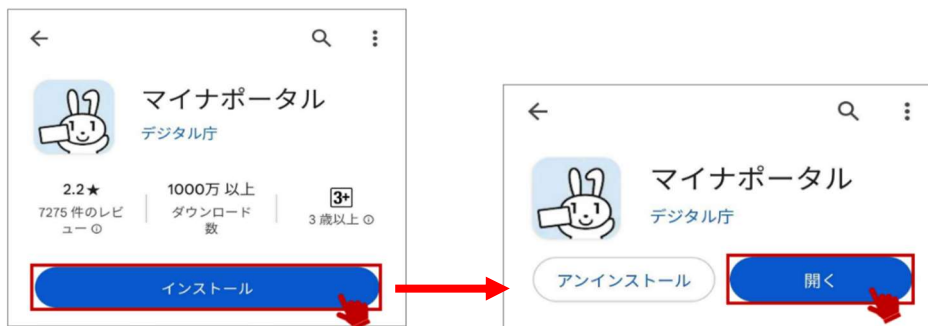 マイナポータル
デジタル庁
2.2★
7275 件のレビ
ュー
1000万 以上
ダウンロード
数
3+
3 歳以上
インストール
マイナポータル
デジタル庁
アンインストール
開く